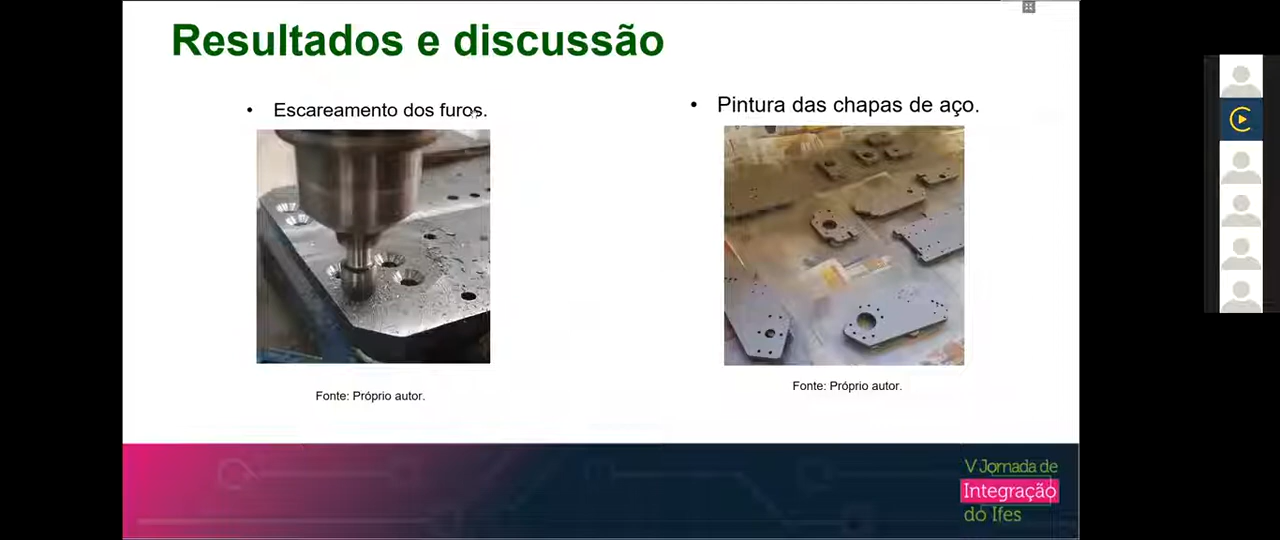 Resultados e discussão
• Escareamento dos furos.
• Pintura das chapas de aço.
Fonte: Próprio autor.
Fonte: Próprio autor.
V Jornada de
Integração
do Ifes